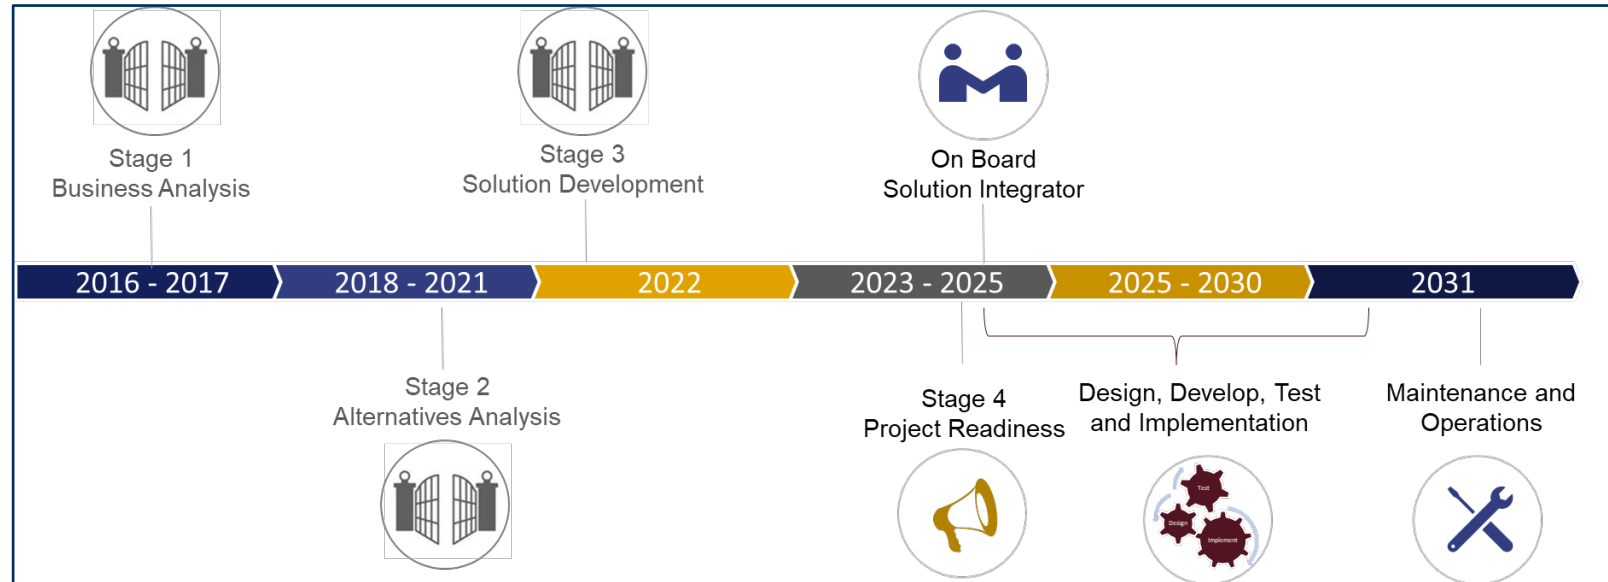 Stage 1
Business Analysis
Stage 3
Solution Development
On Board
Solution Integrator
2016 - 2017
2018 - 2021
2022
2023 - 2025
2025 - 2030
2031
Stage 2
Alternatives Analysis
Stage 4
Project Readiness
Design, Develop, Test
and Implementation
Maintenance and
Operations
Test
Design
Implement